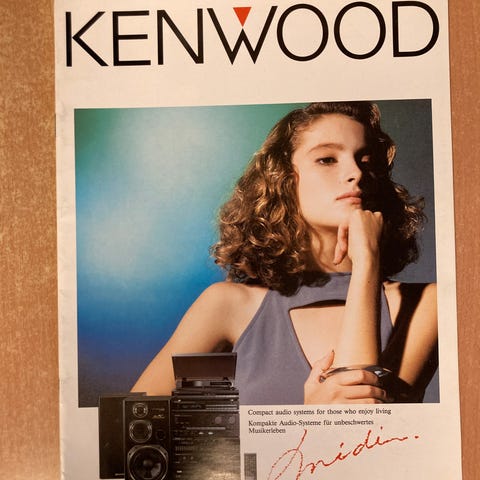 KENWOOD
Compact audio systems for those who enjoy living
Kompakte Audio-Systeme für unbeschwertes
Musikerleben